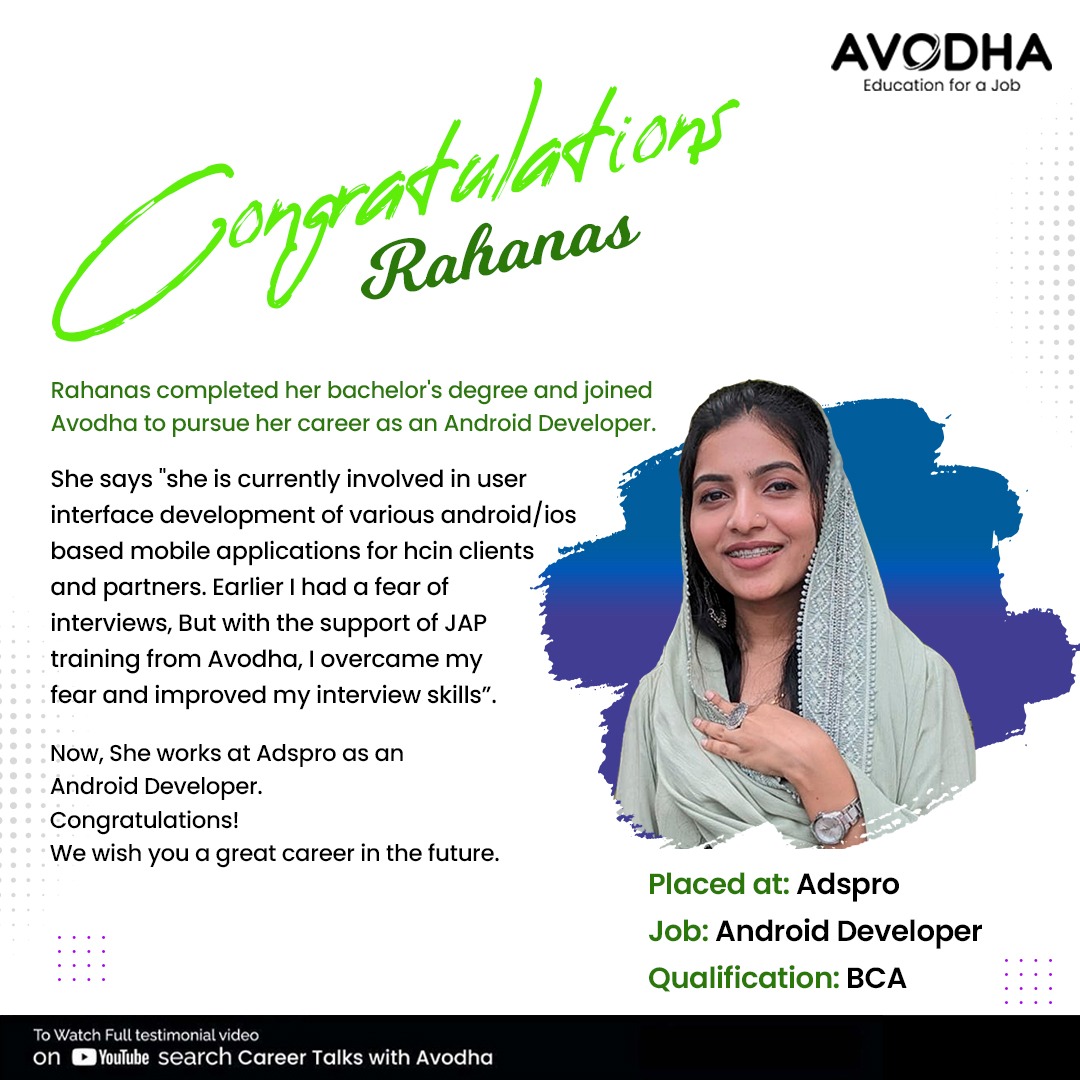 AVODHA
Education for a Job
Congratulations
Rahanas
Rahanas completed her bachelor's degree and joined
Avodha to pursue her career as an Android Developer.
She says "she is currently involved in user
interface development of various android/ios
based mobile applications for hcin clients
and partners. Earlier I had a fear of
interviews, But with the support of JAP
training from Avodha, I overcame my
fear and improved my interview skills”.
Now, She works at Adspro as an
Android Developer.
Congratulations!
We wish you a great career in the future.
Placed at: Adspro
Job: Android Developer
Qualification: BCA
To Watch Full testimonial video
on YouTube search Career Talks with Avodha